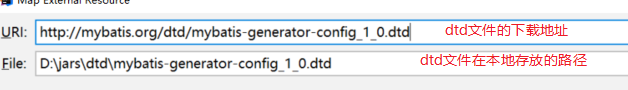 Map External Resource
URI: http://mybatis.org/dtd/mybatis-generator-config_1_0.dtd dtd文件的下载地址
File: D:\jars\dtd\mybatis-generator-config_1_0.dtd dtd文件在本地存放的路径